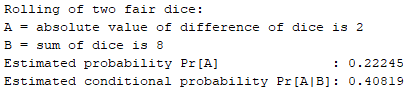 Rolling of two fair dice:
A = absolute value of difference of dice is 2
B = sum of dice is 8
Estimated probability Pr[A]              : 0.22245
Estimated conditional probability Pr[A|B]: 0.40819